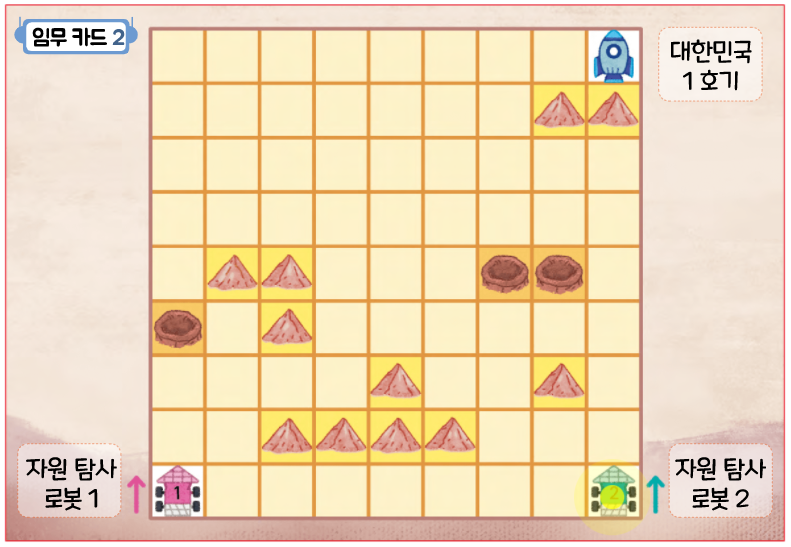 임무 카드 2
대한민국
1 호기
자원 탐사
로봇 1
1
2
자원 탐사
로봇 2